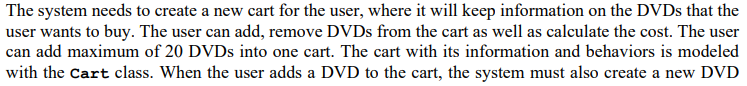 The system needs to create a new cart for the user, where it will keep information on the DVDs that the
user wants to buy. The user can add, remove DVDs from the cart as well as calculate the cost. The user
can add maximum of 20 DVDs into one cart. The cart with its information and behaviors is modeled
with the Cart class. When the user adds a DVD to the cart, the system must also create a new DVD